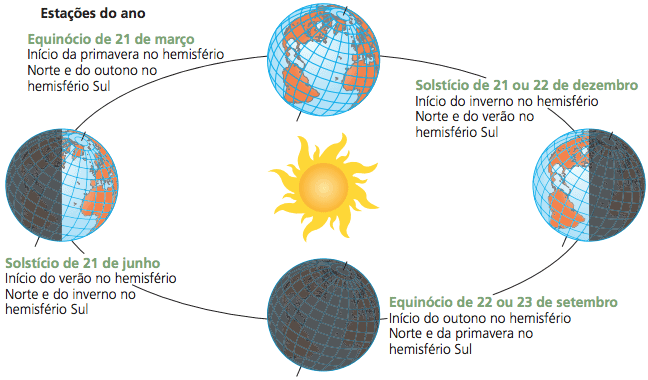 Estações do ano
Equinócio de 21 de março
Início da primavera no hemisfério
Norte e do outono no
hemisfério Sul
Solstício de 21 ou 22 de dezembro
Início do inverno no hemisfério
Norte e do verão no
hemisfério Sul
Solstício de 21 de junho
Início do verão no hemisfério
Norte e do inverno no
hemisfério Sul
Equinócio de 22 ou 23 de setembro
Início do outono no hemisfério
Norte e da primavera no
hemisfério Sul